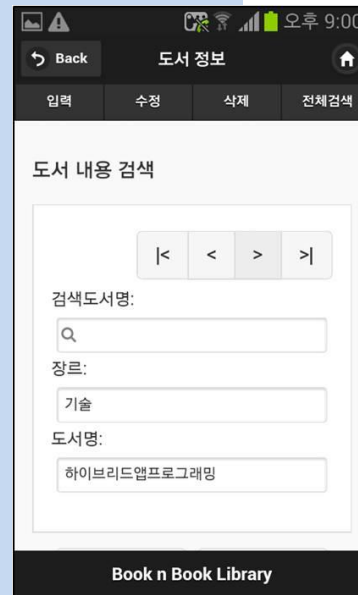 오후 9:00
Back 도서 정보
입력 수정 삭제 전체검색
도서 내용 검색
|< < > >|
검색도서명:
장르:
기술
도서명:
하이브리드앱프로그래밍
Book n Book Library